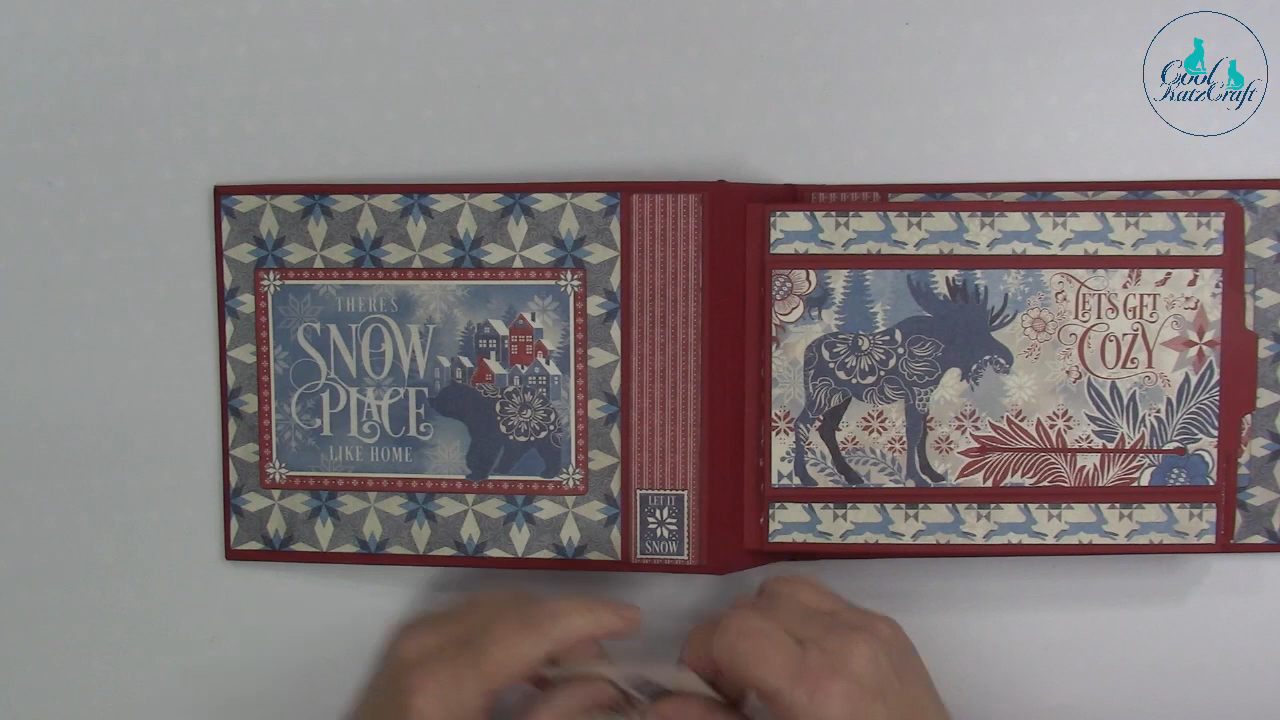 Cool
KatzCraft
THERE'S
SNOW
PLACE
LIKE HOME
LET IT
SNOW
LET'S GET
COZY